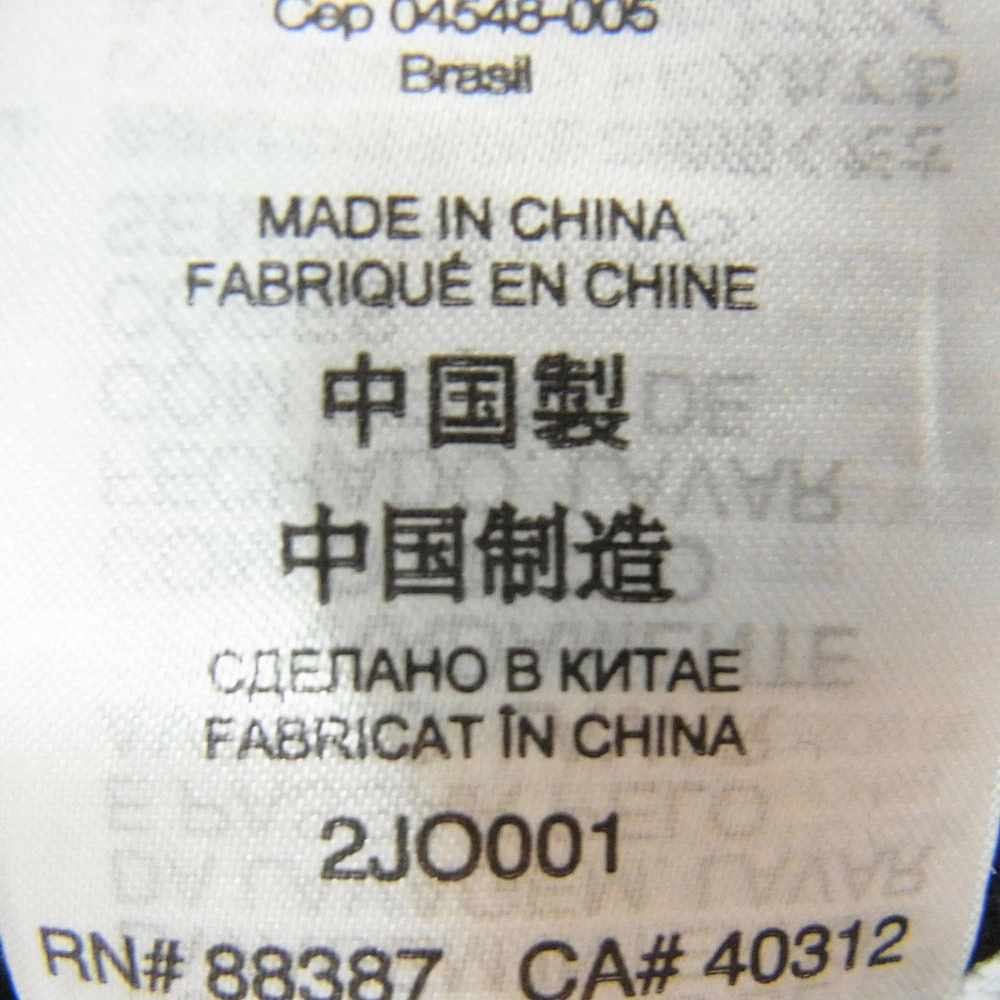 Cep 04548-005
Brasil
MADE IN CHINA
FABRIQUÉ EN CHINE
中国製
中国制造
СДЕЛАНО В КИТАЕ
FABRICAT ÎN CHINA
2JO001
RN# 88387 CA# 40312